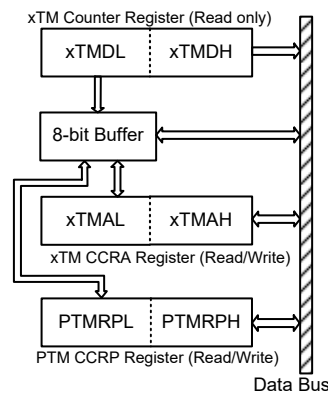 xTM Counter Register (Read only)
xTMDL xTMDH
8-bit Buffer
xTMAL xTMAH
xTM CCRA Register (Read/Write)
PTMRPL PTMRPH
PTM CCRP Register (Read/Write)
Data Bus